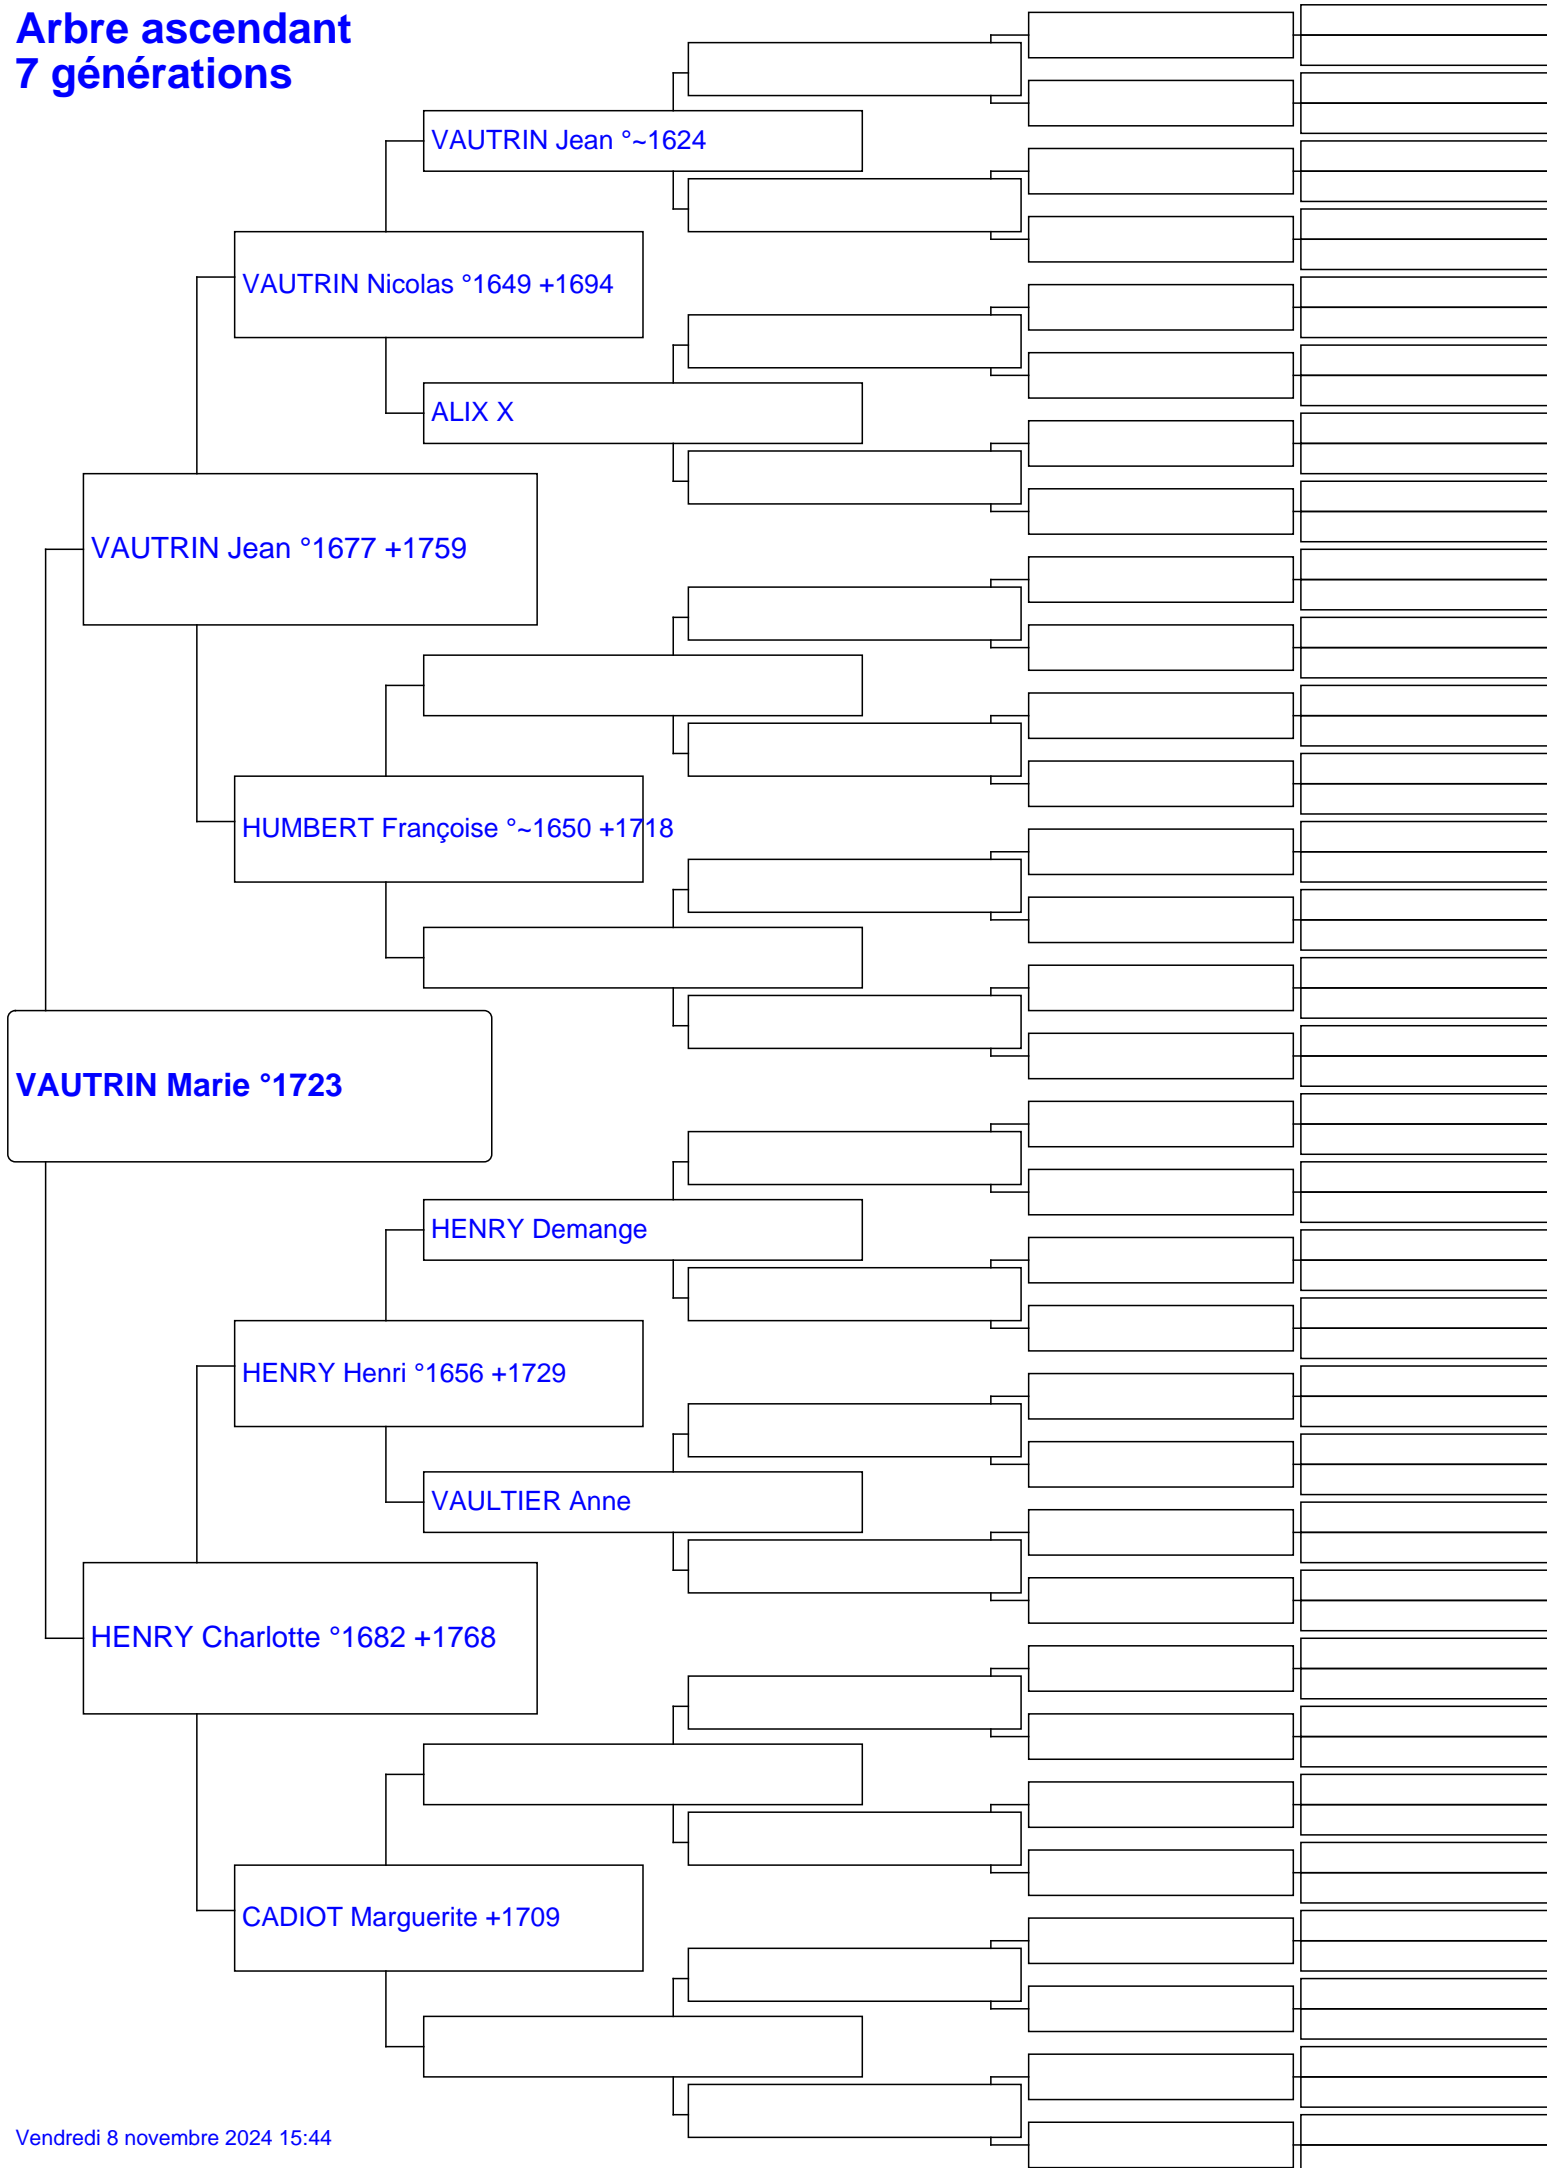 Arbre ascendant
7 générations
VAUTRIN Jean °~1624
VAUTRIN Nicolas °1649 +1694
ALIX X
VAUTRIN Jean °1677 +1759
HUMBERT Françoise °~1650 +1718
VAUTRIN Marie °1723
HENRY Demange
HENRY Henri °1656 +1729
VAULTIER Anne
HENRY Charlotte °1682 +1768
CADIOT Marguerite +1709
Vendredi 8 novembre 2024 15:44